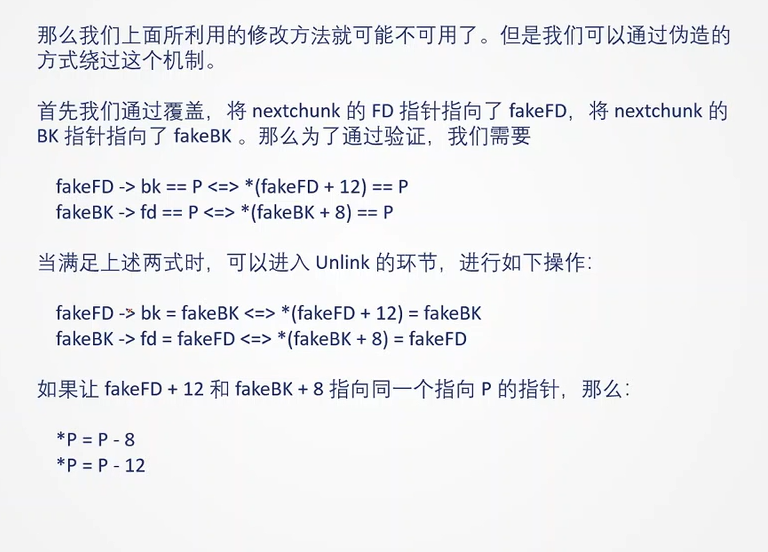 那么我们上面所利用的修改方法就可能不可用了。但是我们可以通过伪造的
方式绕过这个机制。
首先我们通过覆盖，将 nextchunk 的 FD 指针指向了 fakeFD，将 nextchunk 的
BK 指针指向了 fakeBK 。那么为了通过验证，我们需要
fakeFD -> bk == P <=> *(fakeFD + 12) == P
fakeBK -> fd == P <=> *(fakeBK + 8) == P
当满足上述两式时，可以进入 Unlink 的环节，进行如下操作：
fakeFD -> bk = fakeBK <=> *(fakeFD + 12) = fakeBK
fakeBK -> fd = fakeFD <=> *(fakeBK + 8) = fakeFD
如果让 fakeFD + 12 和 fakeBK + 8 指向同一个指向 P 的指针，那么：
*P = P - 8
*P = P - 12